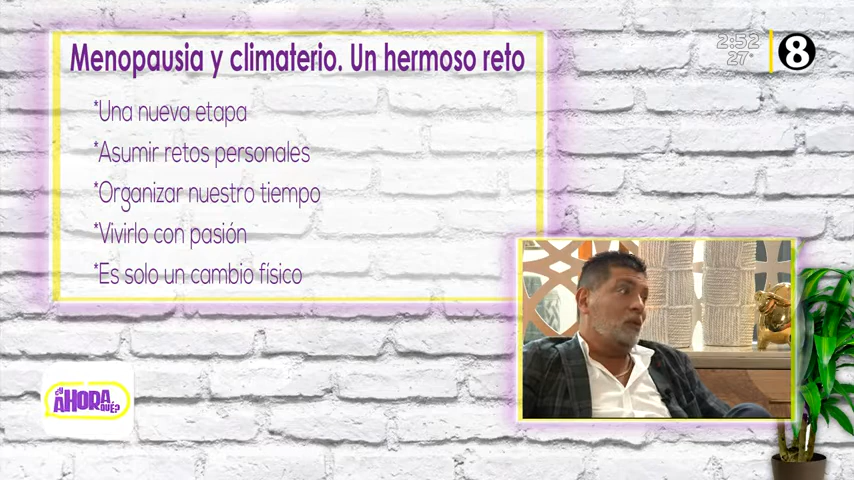 Menopausia y climaterio. Un hermoso reto
*Una nueva etapa
*Asumir retos personales
*Organizar nuestro tiempo
*Vivirlo con pasión
*Es solo un cambio físico
2:52
27°
8
¿Y
AHORA
QUÉ?